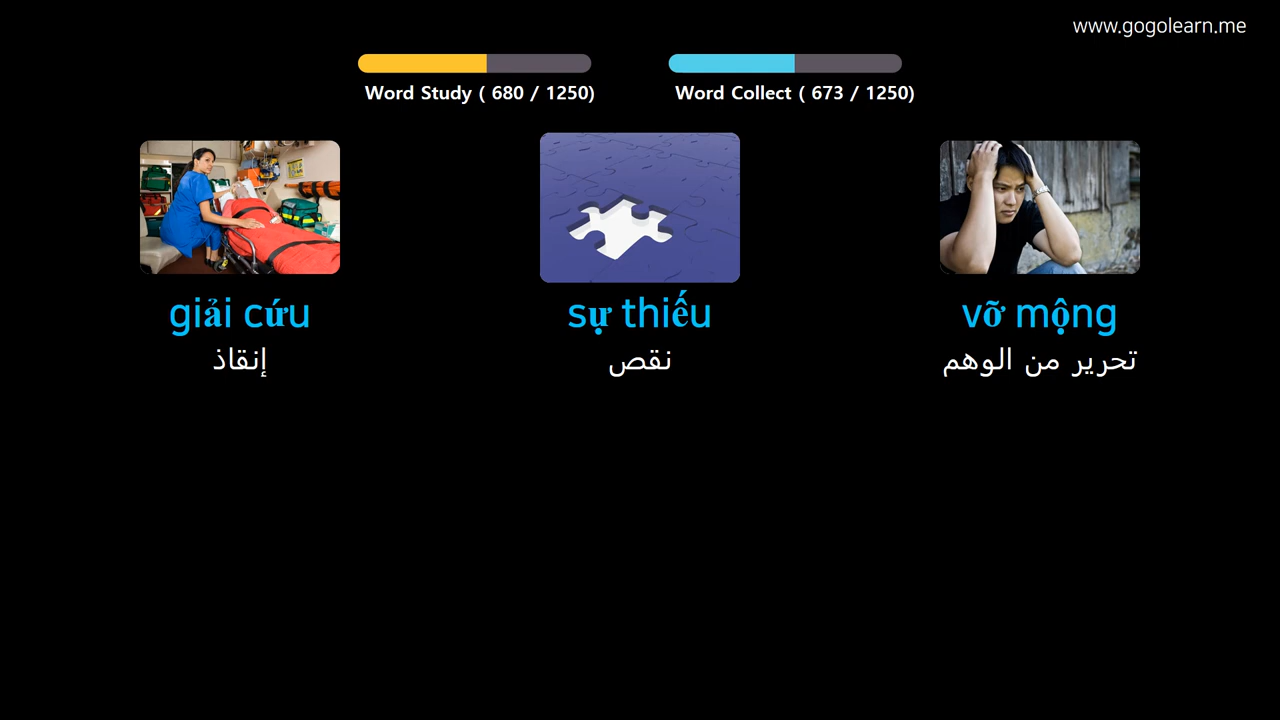 www.gogolearn.me
Word Study ( 680 / 1250)
Word Collect ( 673 / 1250)
giải cứu
sự thiếu
vỡ mộng
إنقاذ
نقص
تحرير من الوهم